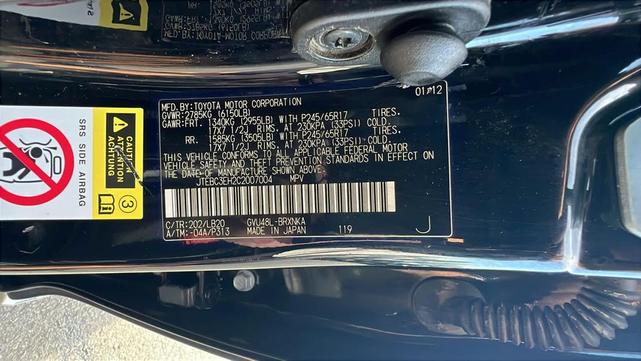 01/12
MFD.BY: TOYOTA MOTOR CORPORATION
GVWR: 2785KG (6150LB)
GAWR: FRT. 1340KG (2955LB) WITH P245/65R17 TIRES.
17X7 1/2J RIMS. AT 230KPA (33PSI) COLD.
RR. 1585KG (3505LB) WITH P245/65R17 TIRES.
17X7 1/2J RIMS. AT 230KPA (33PSI) COLD.
THIS VEHICLE CONFORMS TO ALL APPLICABLE FEDERAL MOTOR
VEHICLE SAFETY AND THEFT PREVENTION STANDARDS IN EFFECT ON
THE DATE OF MANUFACTURE SHOWN ABOVE.
JTEBC3EH2C2007004 MPV
C/TR: 202/LB20 GVU48L-BRXNKA
A/TM: -04A/P313 MADE IN JAPAN 119 J
SRS SIDE AIRBAG
CAUTION
ATTENTION
ACHTUNG
3